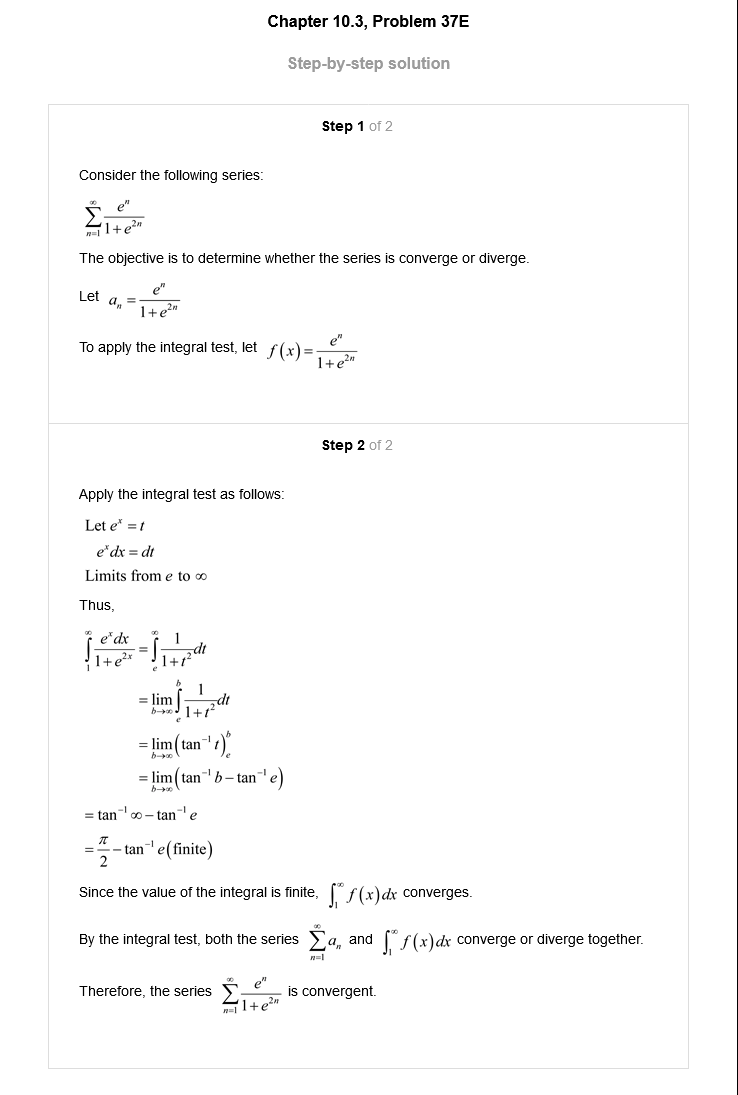 Chapter 10.3, Problem 37E
Step-by-step solution
Step 1 of 2
Consider the following series:
$\sum_{n=1}^{\infty} \frac{e^n}{1+e^{2n}}$
The objective is to determine whether the series is converge or diverge.
Let $a_n = \frac{e^n}{1+e^{2n}}$
To apply the integral test, let $f(x) = \frac{e^n}{1+e^{2n}}$
Step 2 of 2
Apply the integral test as follows:
Let $e^x = t$
$e^x dx = dt$
Limits from $e$ to $\infty$
Thus,
$\int_1^{\infty} \frac{e^x dx}{1+e^{2x}} = \int_e^{\infty} \frac{1}{1+t^2} dt$
$= \lim_{b \to \infty} \int_e^b \frac{1}{1+t^2} dt$
$= \lim_{b \to \infty} (\tan^{-1} t)_e^b$
$= \lim_{b \to \infty} (\tan^{-1} b - \tan^{-1} e)$
$= \tan^{-1} \infty - \tan^{-1} e$
$= \frac{\pi}{2} - \tan^{-1} e (\text{finite})$
Since the value of the integral is finite, $\int_1^{\infty} f(x) dx$ converges.
By the integral test, both the series $\sum_{n=1}^{\infty} a_n$ and $\int_1^{\infty} f(x) dx$ converge or diverge together.
Therefore, the series $\sum_{n=1}^{\infty} \frac{e^n}{1+e^{2n}}$ is convergent.